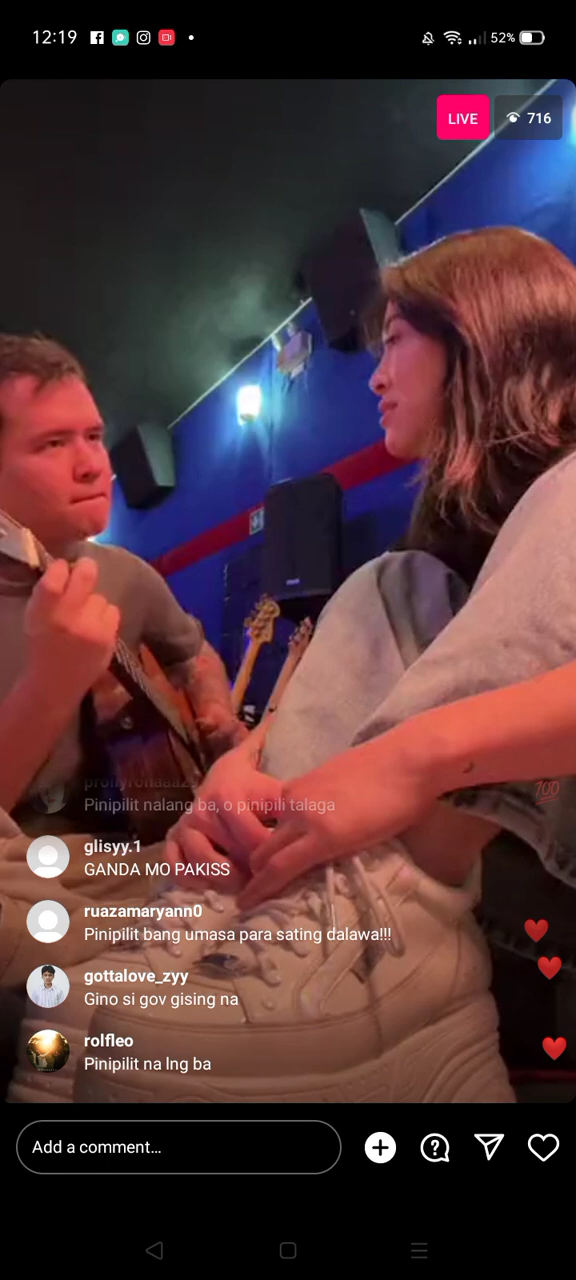 12:19
52%
LIVE
716
Pinipilit nalang ba, o pinipili talaga
glisyy.1
GANDA MO PAKISS
ruazamaryann0
Pinipilit bang umasa para sating dalawa!!!
gottalove_zyy
Gino si gov gising na
rolfleo
Pinipilit na lng ba
Add a comment...